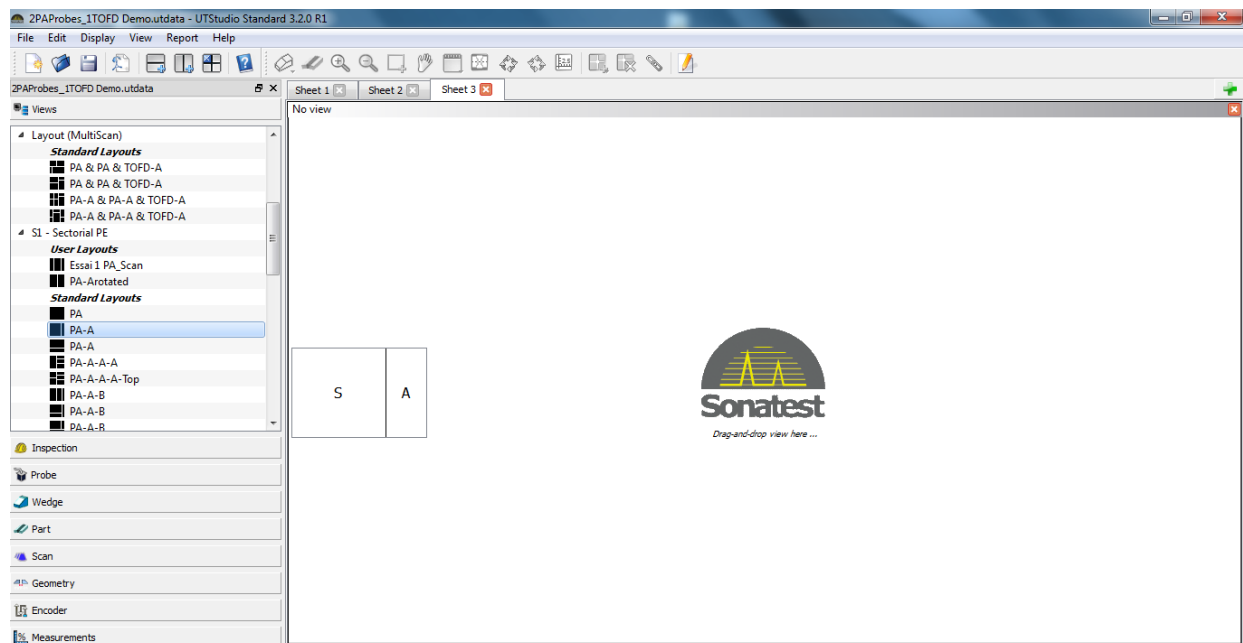 2PAProbes_1TOFD Demo.utdata - UTStudio Standard 3.2.0 R1
File Edit Display View Report Help
2PAProbes_1TOFD Demo.utdata
Sheet 1 Sheet 2 Sheet 3
Views
No view
Layout (MultiScan)
Standard Layouts
PA & PA & TOFD-A
PA & PA & TOFD-A
PA-A & PA-A & TOFD-A
PA-A & PA-A & TOFD-A
S1 - Sectorial PE
User Layouts
Essai 1 PA_Scan
PA-Arotated
Standard Layouts
PA
PA-A
PA-A
PA-A-A-A
PA-A-A-A-Top
PA-A-B
PA-A-B
PA-A-B
Inspection
Probe
Wedge
Part
Scan
Geometry
Encoder
Measurements
S A
Sonatest
Drag-and-drop view here ...